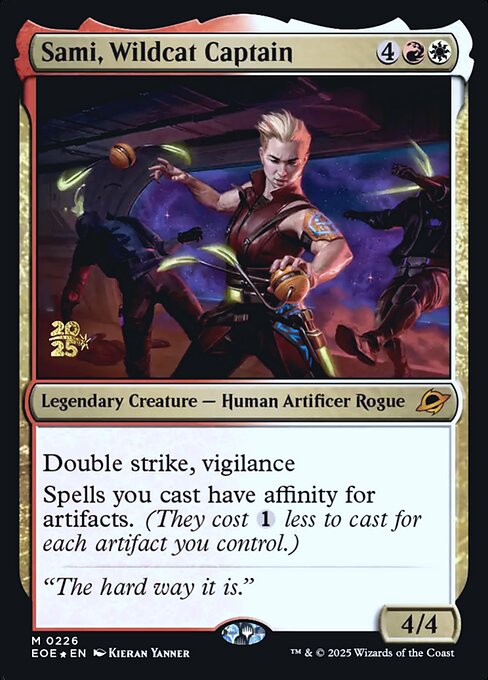 Sami, Wildcat Captain 4
20
25
Legendary Creature — Human Artificer Rogue
Double strike, vigilance
Spells you cast have affinity for
artifacts. (They cost 1 less to cast for
each artifact you control.)
“The hard way it is.”
4/4
M 0226
EOE ★ EN Kieran Yanner
™ & © 2025 Wizards of the Coast